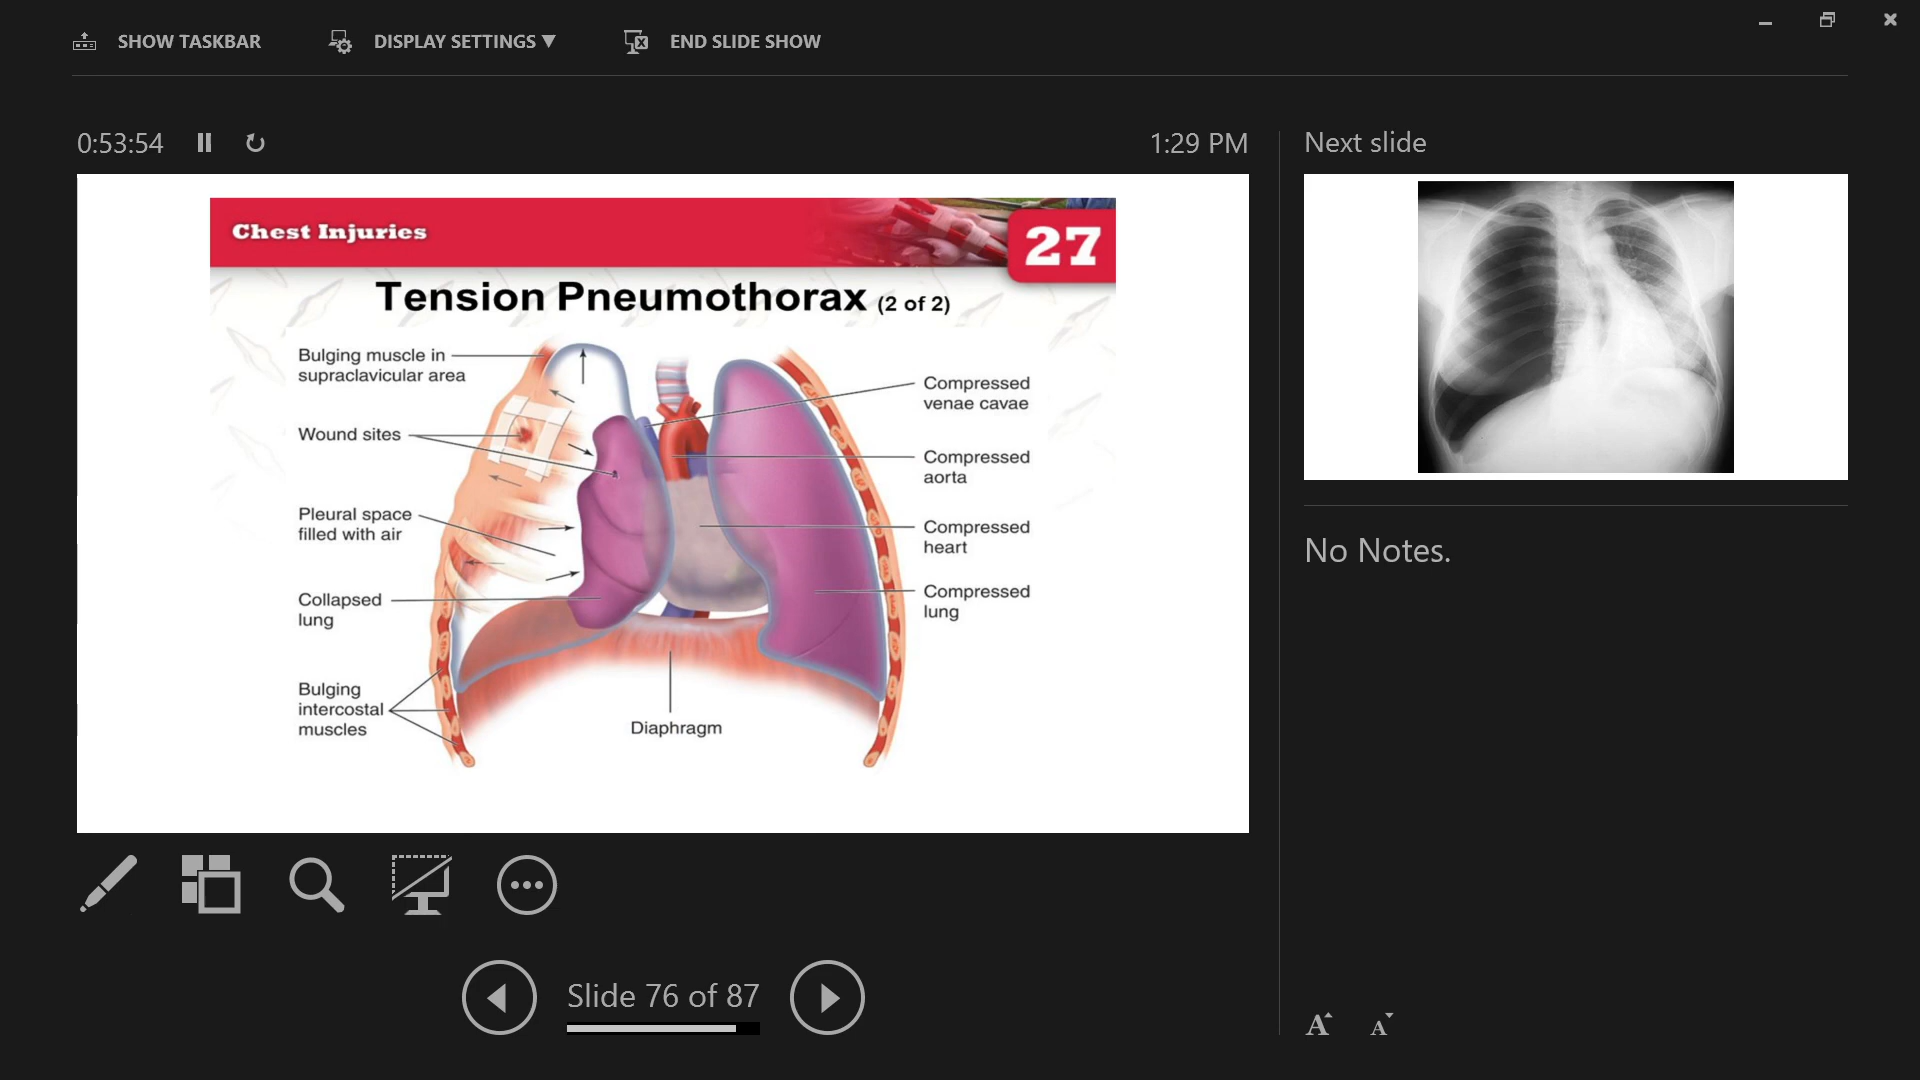 SHOW TASKBAR
DISPLAY SETTINGS ▼
END SLIDE SHOW
0:53:54
1:29 PM
Next slide
Chest Injuries
27
Tension Pneumothorax (2 of 2)
Bulging muscle in
supraclavicular area
Wound sites
Pleural space
filled with air
Collapsed
lung
Bulging
intercostal
muscles
Diaphragm
Compressed
venae cavae
Compressed
aorta
Compressed
heart
Compressed
lung
No Notes.
Slide 76 of 87
A A